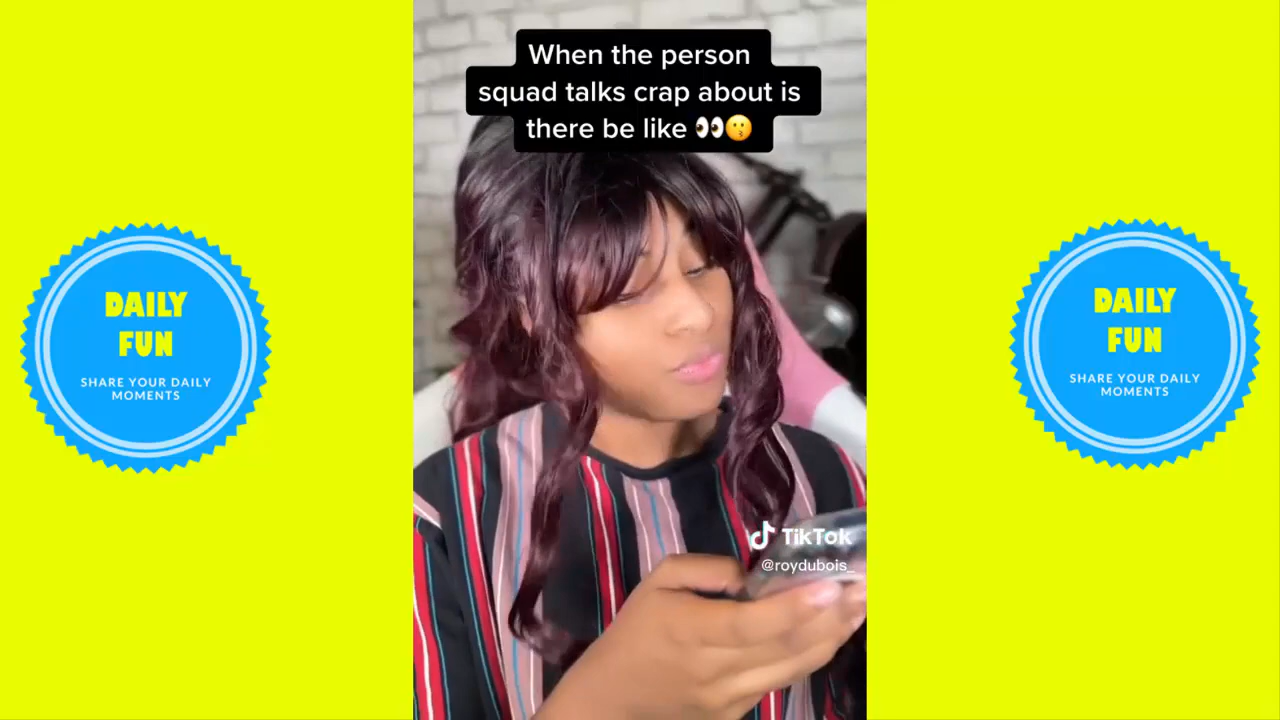 When the person
squad talks crap about is
there be like 👀😗
DAILY
FUN
SHARE YOUR DAILY
MOMENTS
DAILY
FUN
SHARE YOUR DAILY
MOMENTS
TikTok
@roydubois_